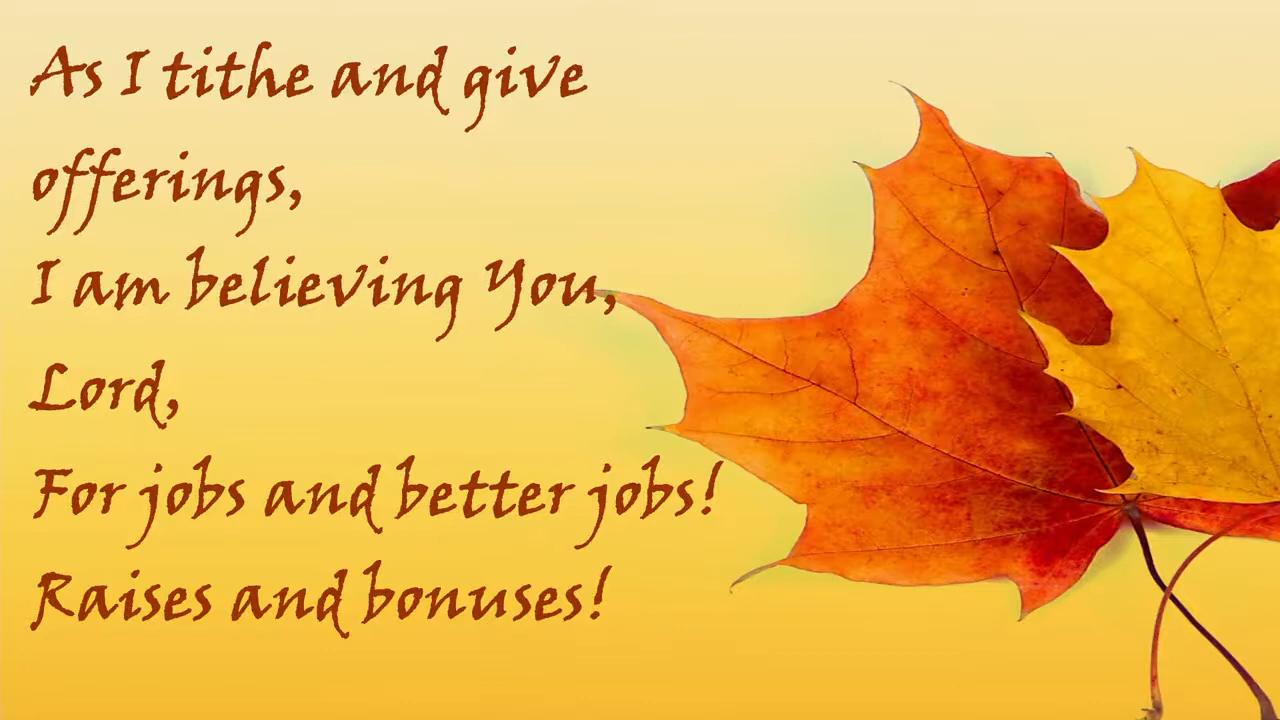 As I tithe and give
offerings,
I am believing You,
Lord,
For jobs and better jobs!
Raises and bonuses!